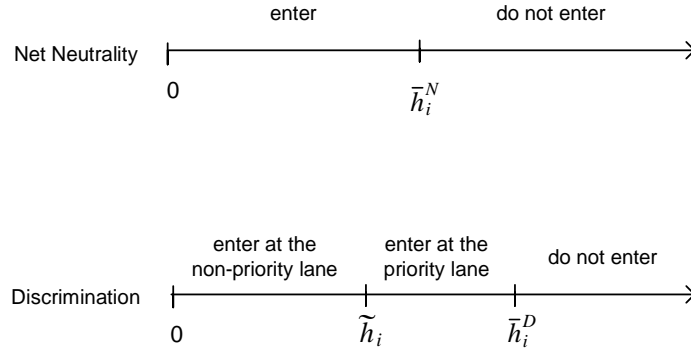 enter do not enter
Net Neutrality
0 h̄ᵢᴺ
enter at the enter at the
non-priority lane priority lane do not enter
Discrimination
0 h̃ᵢ h̄ᵢᴰ